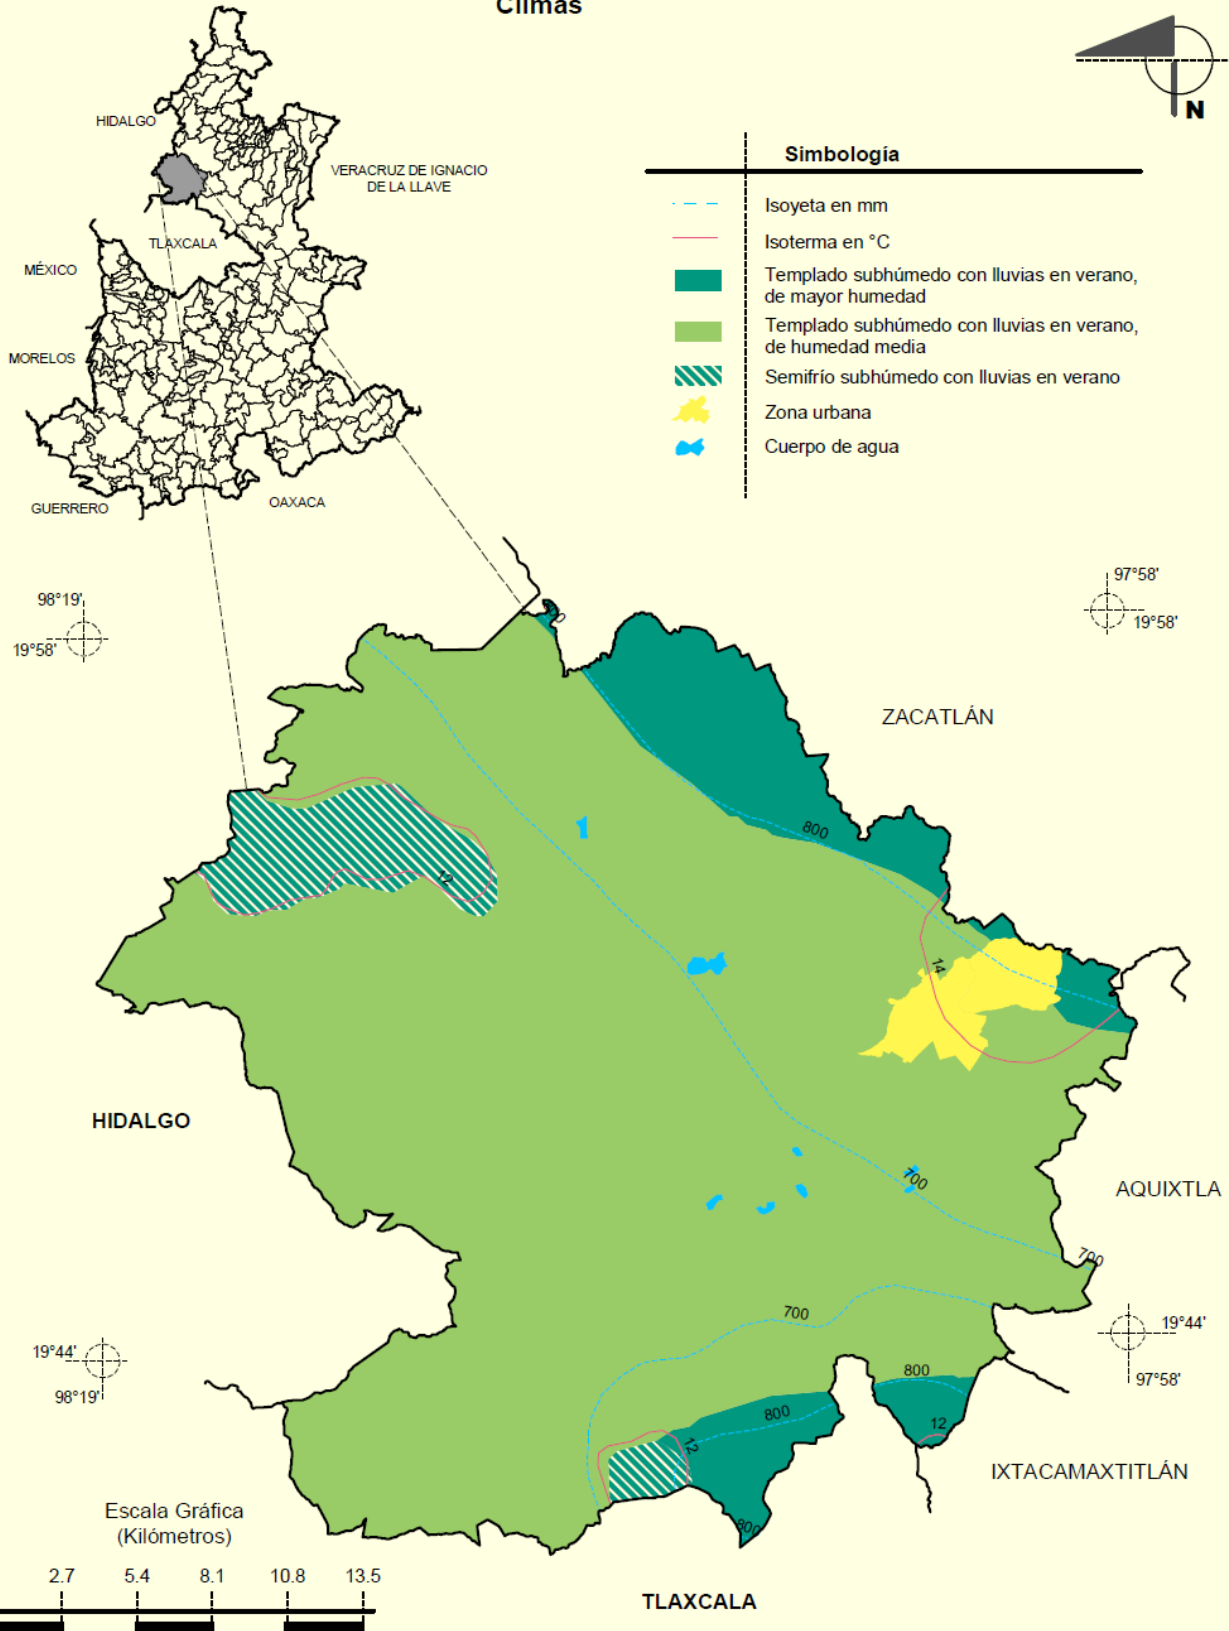 Climas
N
HIDALGO
VERACRUZ DE IGNACIO
DE LA LLAVE
TLAXCALA
MÉXICO
MORELOS
GUERRERO
OAXACA
Simbología
Isoyeta en mm
Isoterma en °C
Templado subhúmedo con lluvias en verano,
de mayor humedad
Templado subhúmedo con lluvias en verano,
de humedad media
Semifrío subhúmedo con lluvias en verano
Zona urbana
Cuerpo de agua
98°19'
19°58'
97°58'
19°58'
ZACATLÁN
800
12
14
HIDALGO
700
AQUIXTLA
700
700
19°44'
98°19'
19°44'
97°58'
800
800
12
12
800
IXTACAMAXTITLÁN
TLAXCALA
Escala Gráfica
(Kilómetros)
2.7 5.4 8.1 10.8 13.5